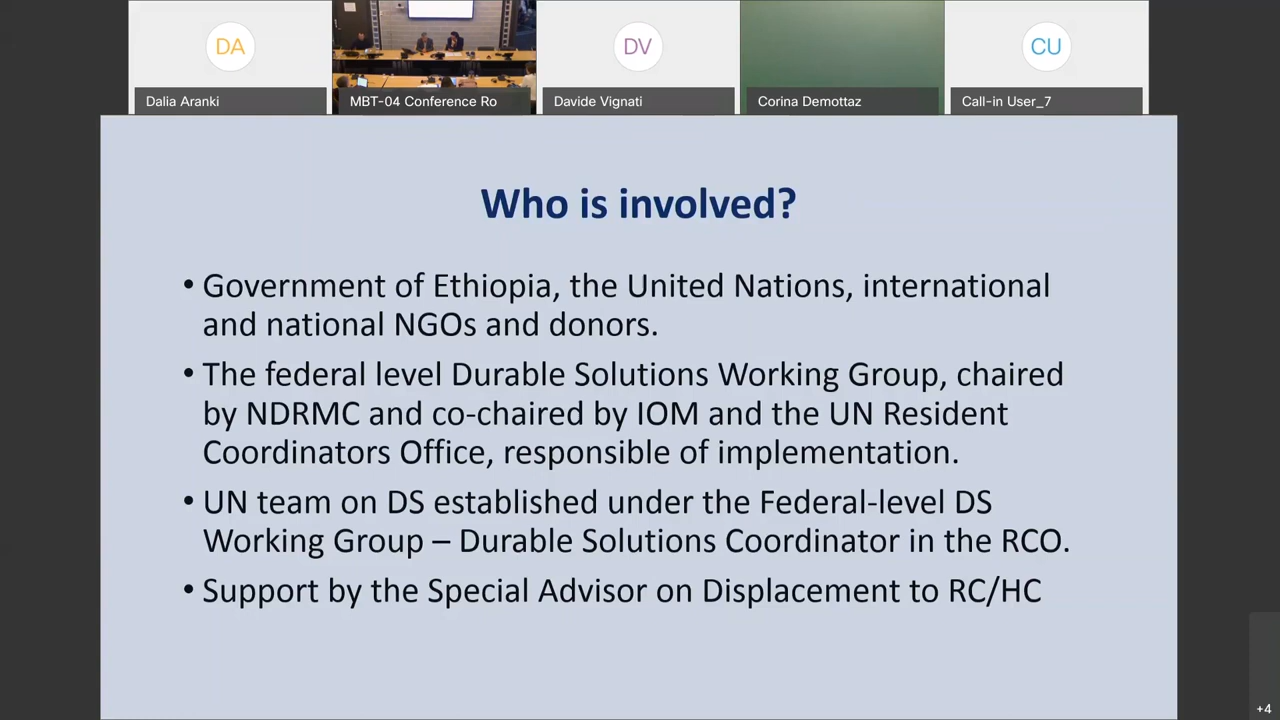 DA
DV
CU
Dalia Aranki
MBT-04 Conference Ro
Davide Vignati
Corina Demottaz
Call-in User_7
Who is involved?
• Government of Ethiopia, the United Nations, international
and national NGOs and donors.
• The federal level Durable Solutions Working Group, chaired
by NDRMC and co-chaired by IOM and the UN Resident
Coordinators Office, responsible of implementation.
• UN team on DS established under the Federal-level DS
Working Group – Durable Solutions Coordinator in the RCO.
• Support by the Special Advisor on Displacement to RC/HC
+4